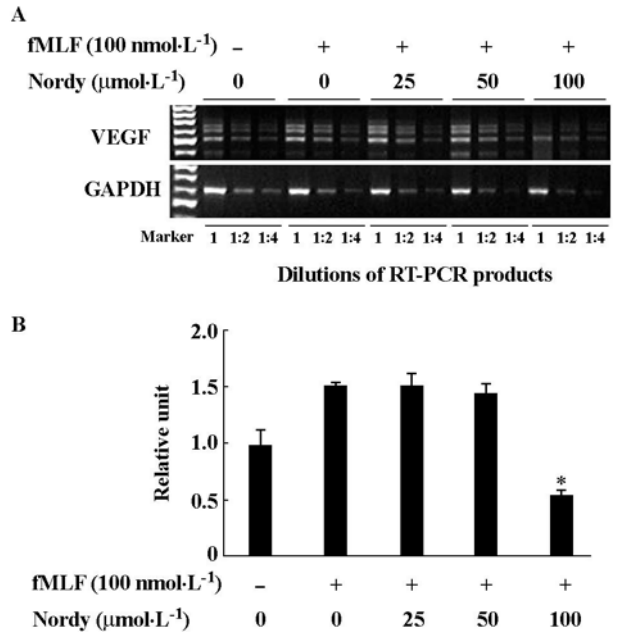 A
fMLF (100 nmol·L-1) – + + + +
Nordy (μmol·L-1) 0 0 25 50 100
VEGF
GAPDH
Marker 1 1:2 1:4 1 1:2 1:4 1 1:2 1:4 1 1:2 1:4 1 1:2 1:4
Dilutions of RT-PCR products
B
Relative unit
2.0
1.5
1.0
0.5
0
*
fMLF (100 nmol·L-1) – + + + +
Nordy (μmol·L-1) 0 0 25 50 100